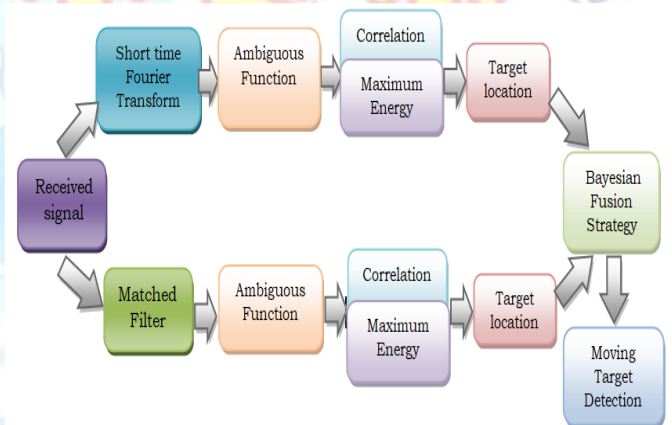 Short time
Fourier
Transform
Ambiguous
Function
Correlation
Maximum
Energy
Target
location
Received
signal
Bayesian
Fusion
Strategy
Matched
Filter
Ambiguous
Function
Correlation
Maximum
Energy
Target
location
Moving
Target
Detection